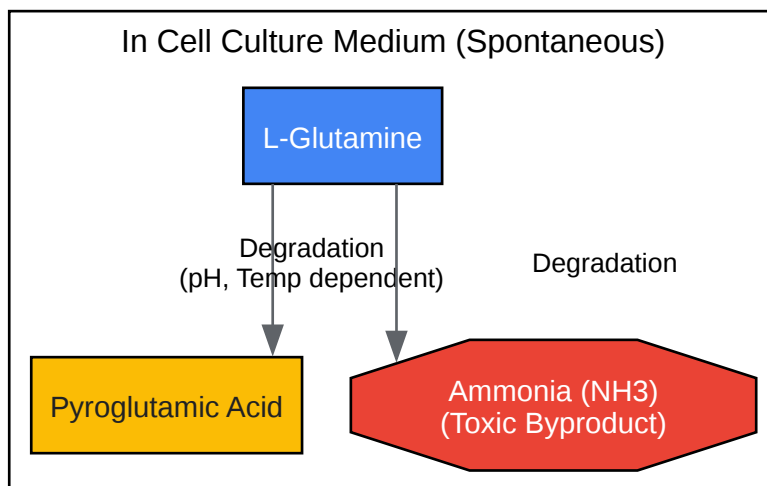 In Cell Culture Medium (Spontaneous)
L-Glutamine
Degradation
(pH, Temp dependent)
Degradation
Pyroglutamic Acid
Ammonia (NH3)
(Toxic Byproduct)